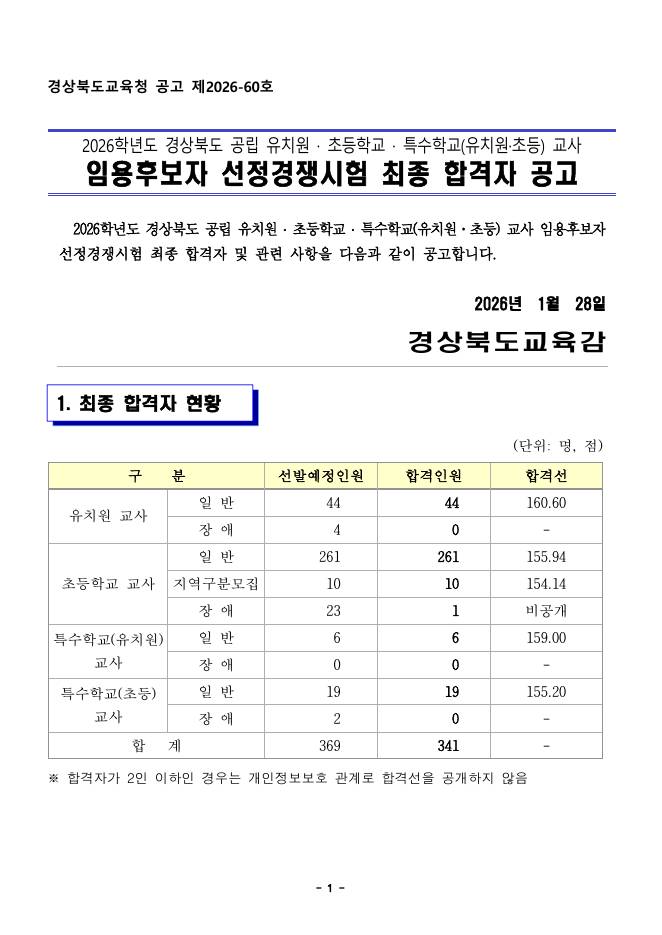 경상북도교육청 공고 제2026-60호
2026학년도 경상북도 공립 유치원 · 초등학교 · 특수학교(유치원·초등) 교사
임용후보자 선정경쟁시험 최종 합격자 공고
2026학년도 경상북도 공립 유치원 · 초등학교 · 특수학교(유치원·초등) 교사 임용후보자
선정경쟁시험 최종 합격자 및 관련 사항을 다음과 같이 공고합니다.
2026년 1월 28일
경상북도교육감
1. 최종 합격자 현황
(단위: 명, 점)
구 분 선발예정인원 합격인원 합격선
유치원 교사 일 반 44 44 160.60
장 애 4 0 -
초등학교 교사 일 반 261 261 155.94
지역구분모집 10 10 154.14
장 애 23 1 비공개
특수학교(유치원) 교사 일 반 6 6 159.00
장 애 0 0 -
특수학교(초등) 교사 일 반 19 19 155.20
장 애 2 0 -
합 계 369 341 -
※ 합격자가 2인 이하인 경우는 개인정보보호 관계로 합격선을 공개하지 않음
- 1 -